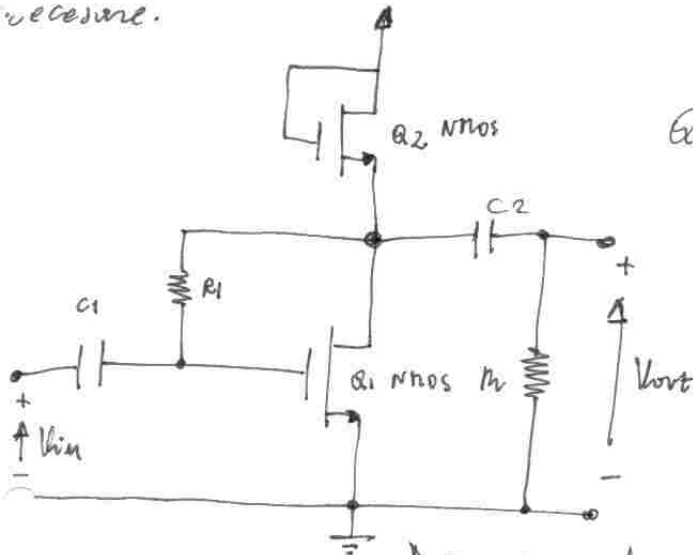 Q2 NMOS
C2
R1
C1
+
Q1 NMOS
Vout
+
Vin
-
-